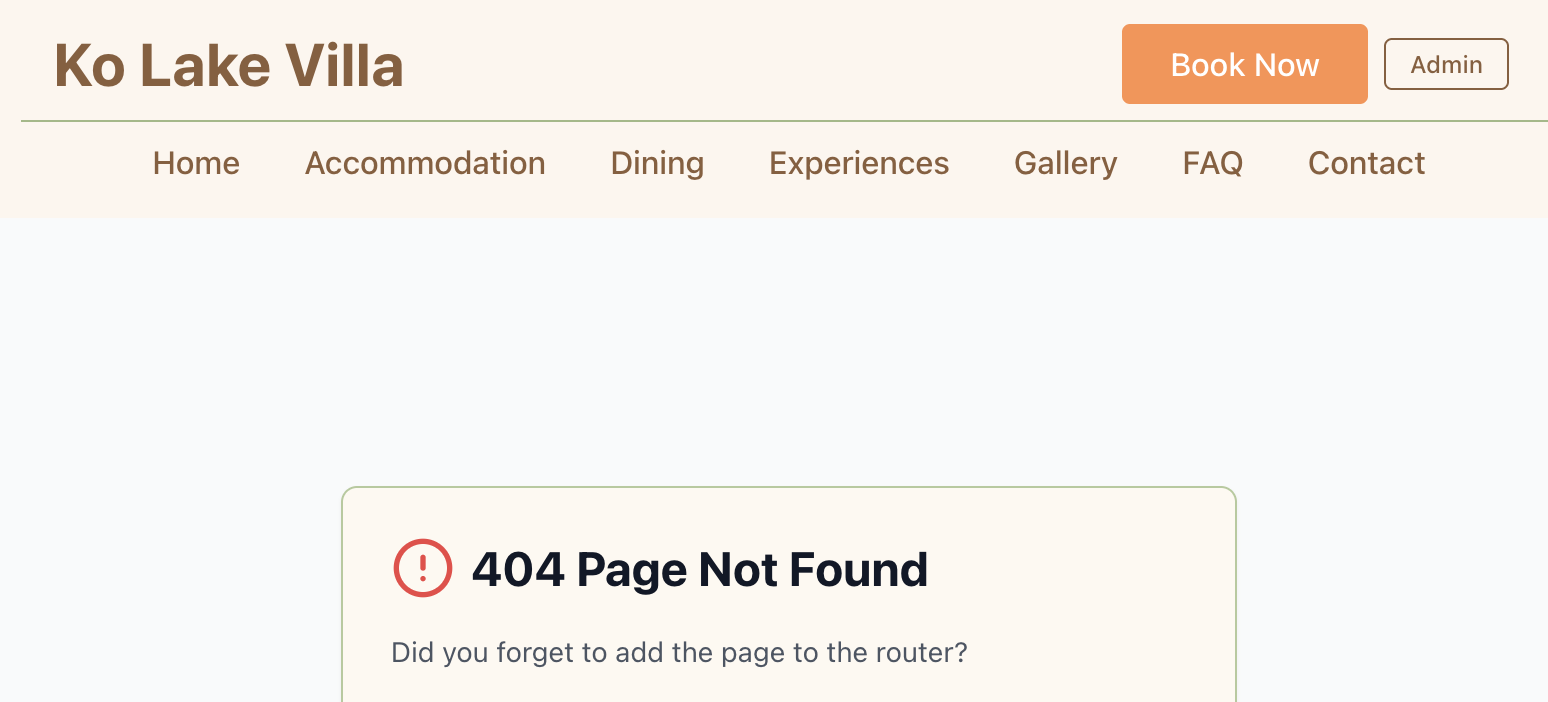 Ko Lake Villa
Book Now
Admin
Home Accommodation Dining Experiences Gallery FAQ Contact
404 Page Not Found
Did you forget to add the page to the router?